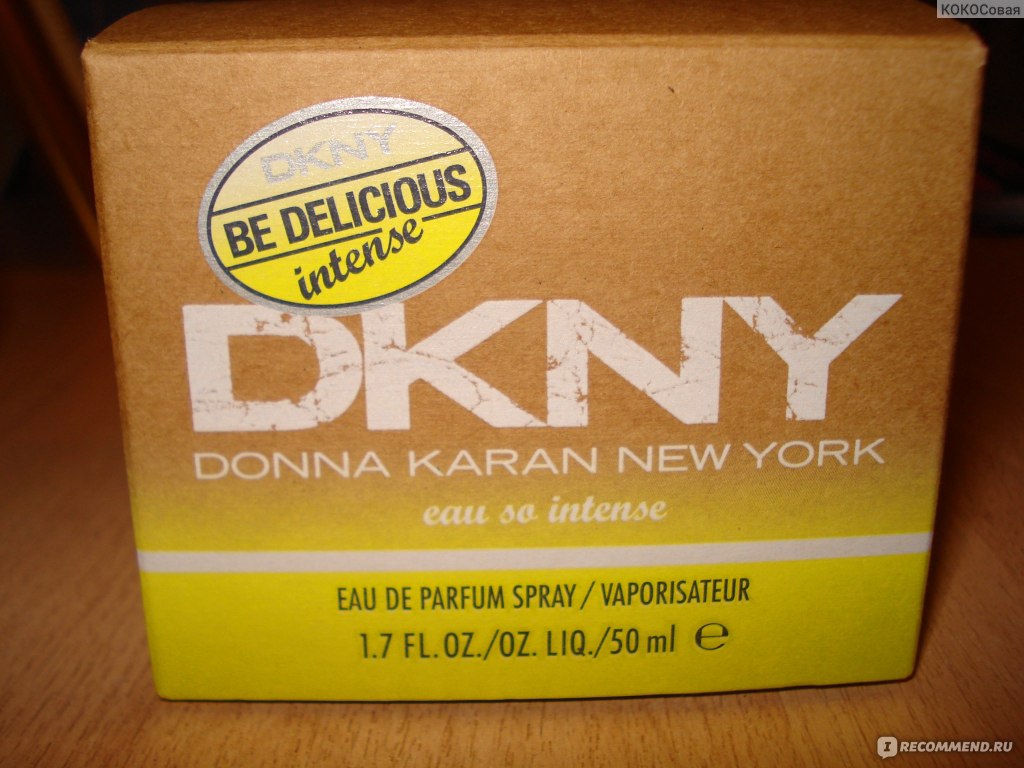 КОКОСовая
DKNY
BE DELICIOUS
intense
DKNY
DONNA KARAN NEW YORK
eau so intense
EAU DE PARFUM SPRAY / VAPORISATEUR
1.7 FL. OZ./OZ. LIQ./50 ml ℮
I RECOMMEND.RU